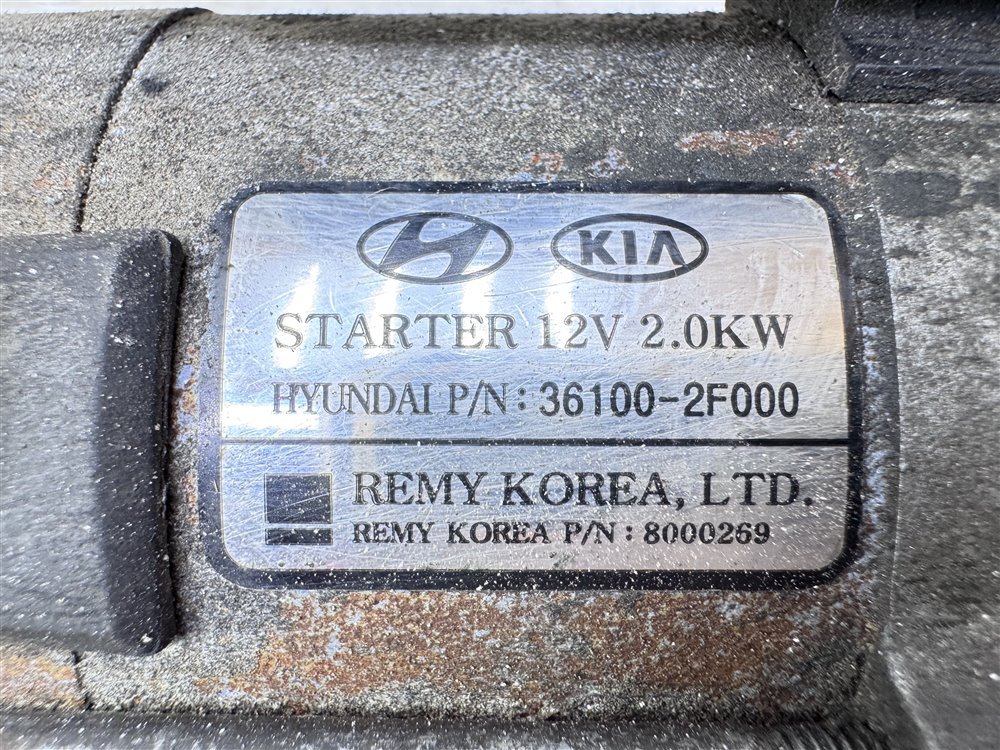 KIA
STARTER 12V 2.0KW
HYUNDAI P/N: 36100-2F000
REMY KOREA, LTD.
REMY KOREA P/N : 8000269